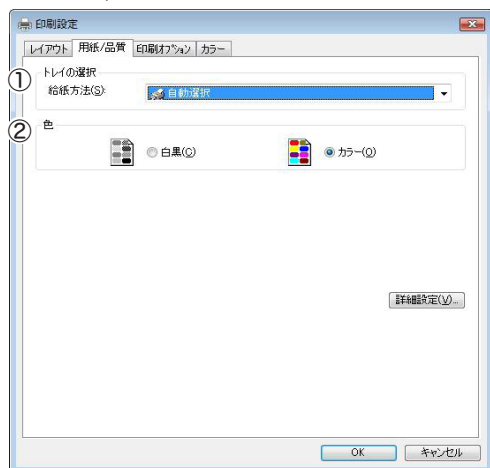 印刷設定
レイアウト 用紙/品質 印刷オプション カラー
① トレイの選択
給紙方法(S): 自動選択
② 色
白黒(C) カラー(O)
詳細設定(V)...
OK キャンセル